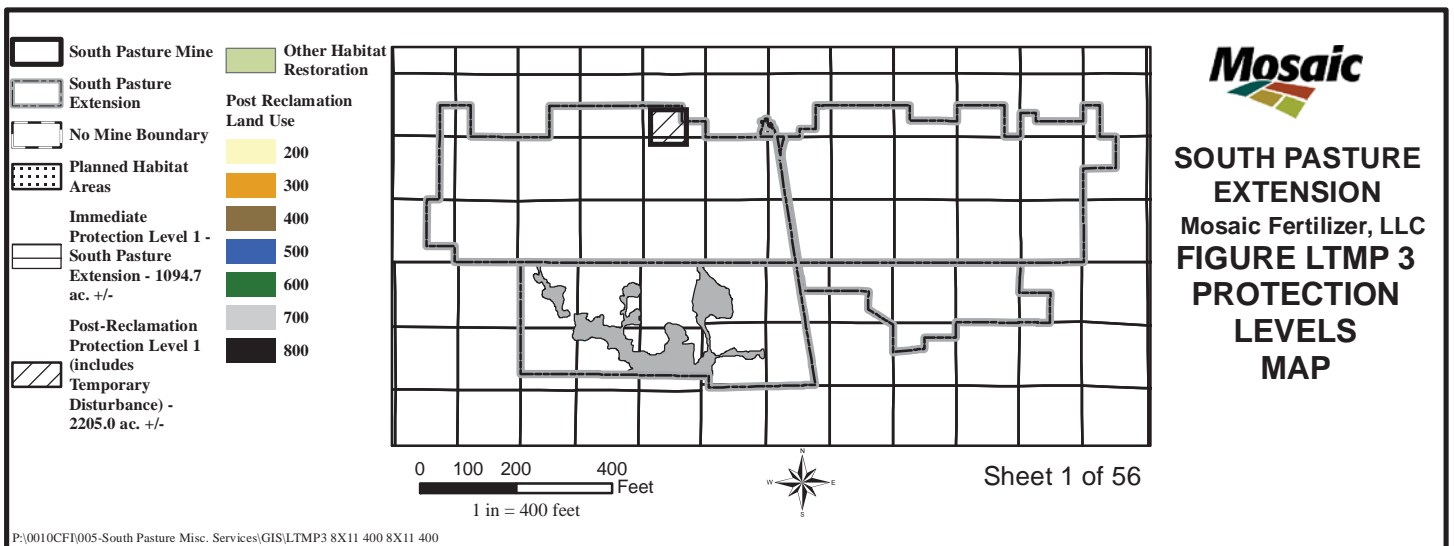 South Pasture Mine
South Pasture
Extension
No Mine Boundary
Planned Habitat
Areas
Immediate
Protection Level 1 -
South Pasture
Extension - 1094.7
ac. +/-
Post-Reclamation
Protection Level 1
(includes
Temporary
Disturbance) -
2205.0 ac. +/-
Other Habitat
Restoration
Post Reclamation
Land Use
200
300
400
500
600
700
800
0 100 200 400
Feet
1 in = 400 feet
N
W E
S
Sheet 1 of 56
Mosaic
SOUTH PASTURE
EXTENSION
Mosaic Fertilizer, LLC
FIGURE LTMP 3
PROTECTION
LEVELS
MAP
P:\0010CFI\005-South Pasture Misc. Services\GIS\LTMP3 8X11 400 8X11 400